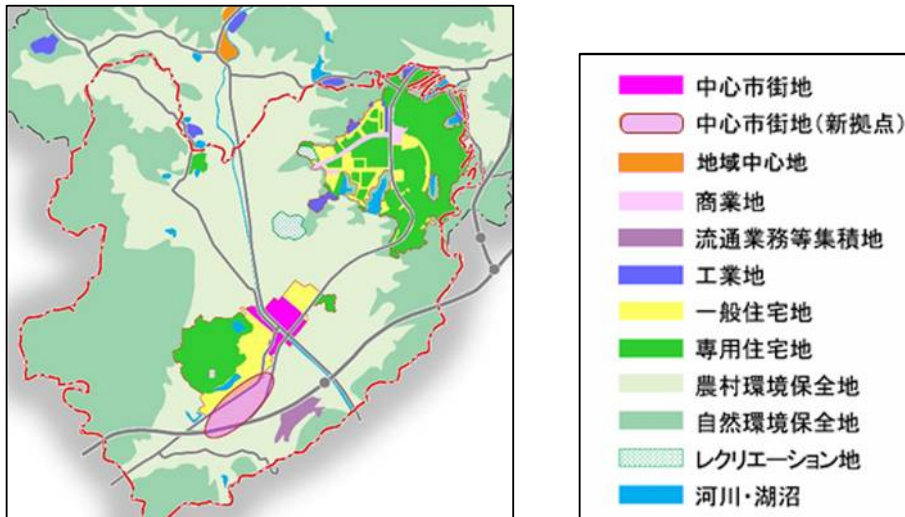 中心市街地
中心市街地(新拠点)
地域中心地
商業地
流通業務等集積地
工業地
一般住宅地
専用住宅地
農村環境保全地
自然環境保全地
レクリエーション地
河川・湖沼